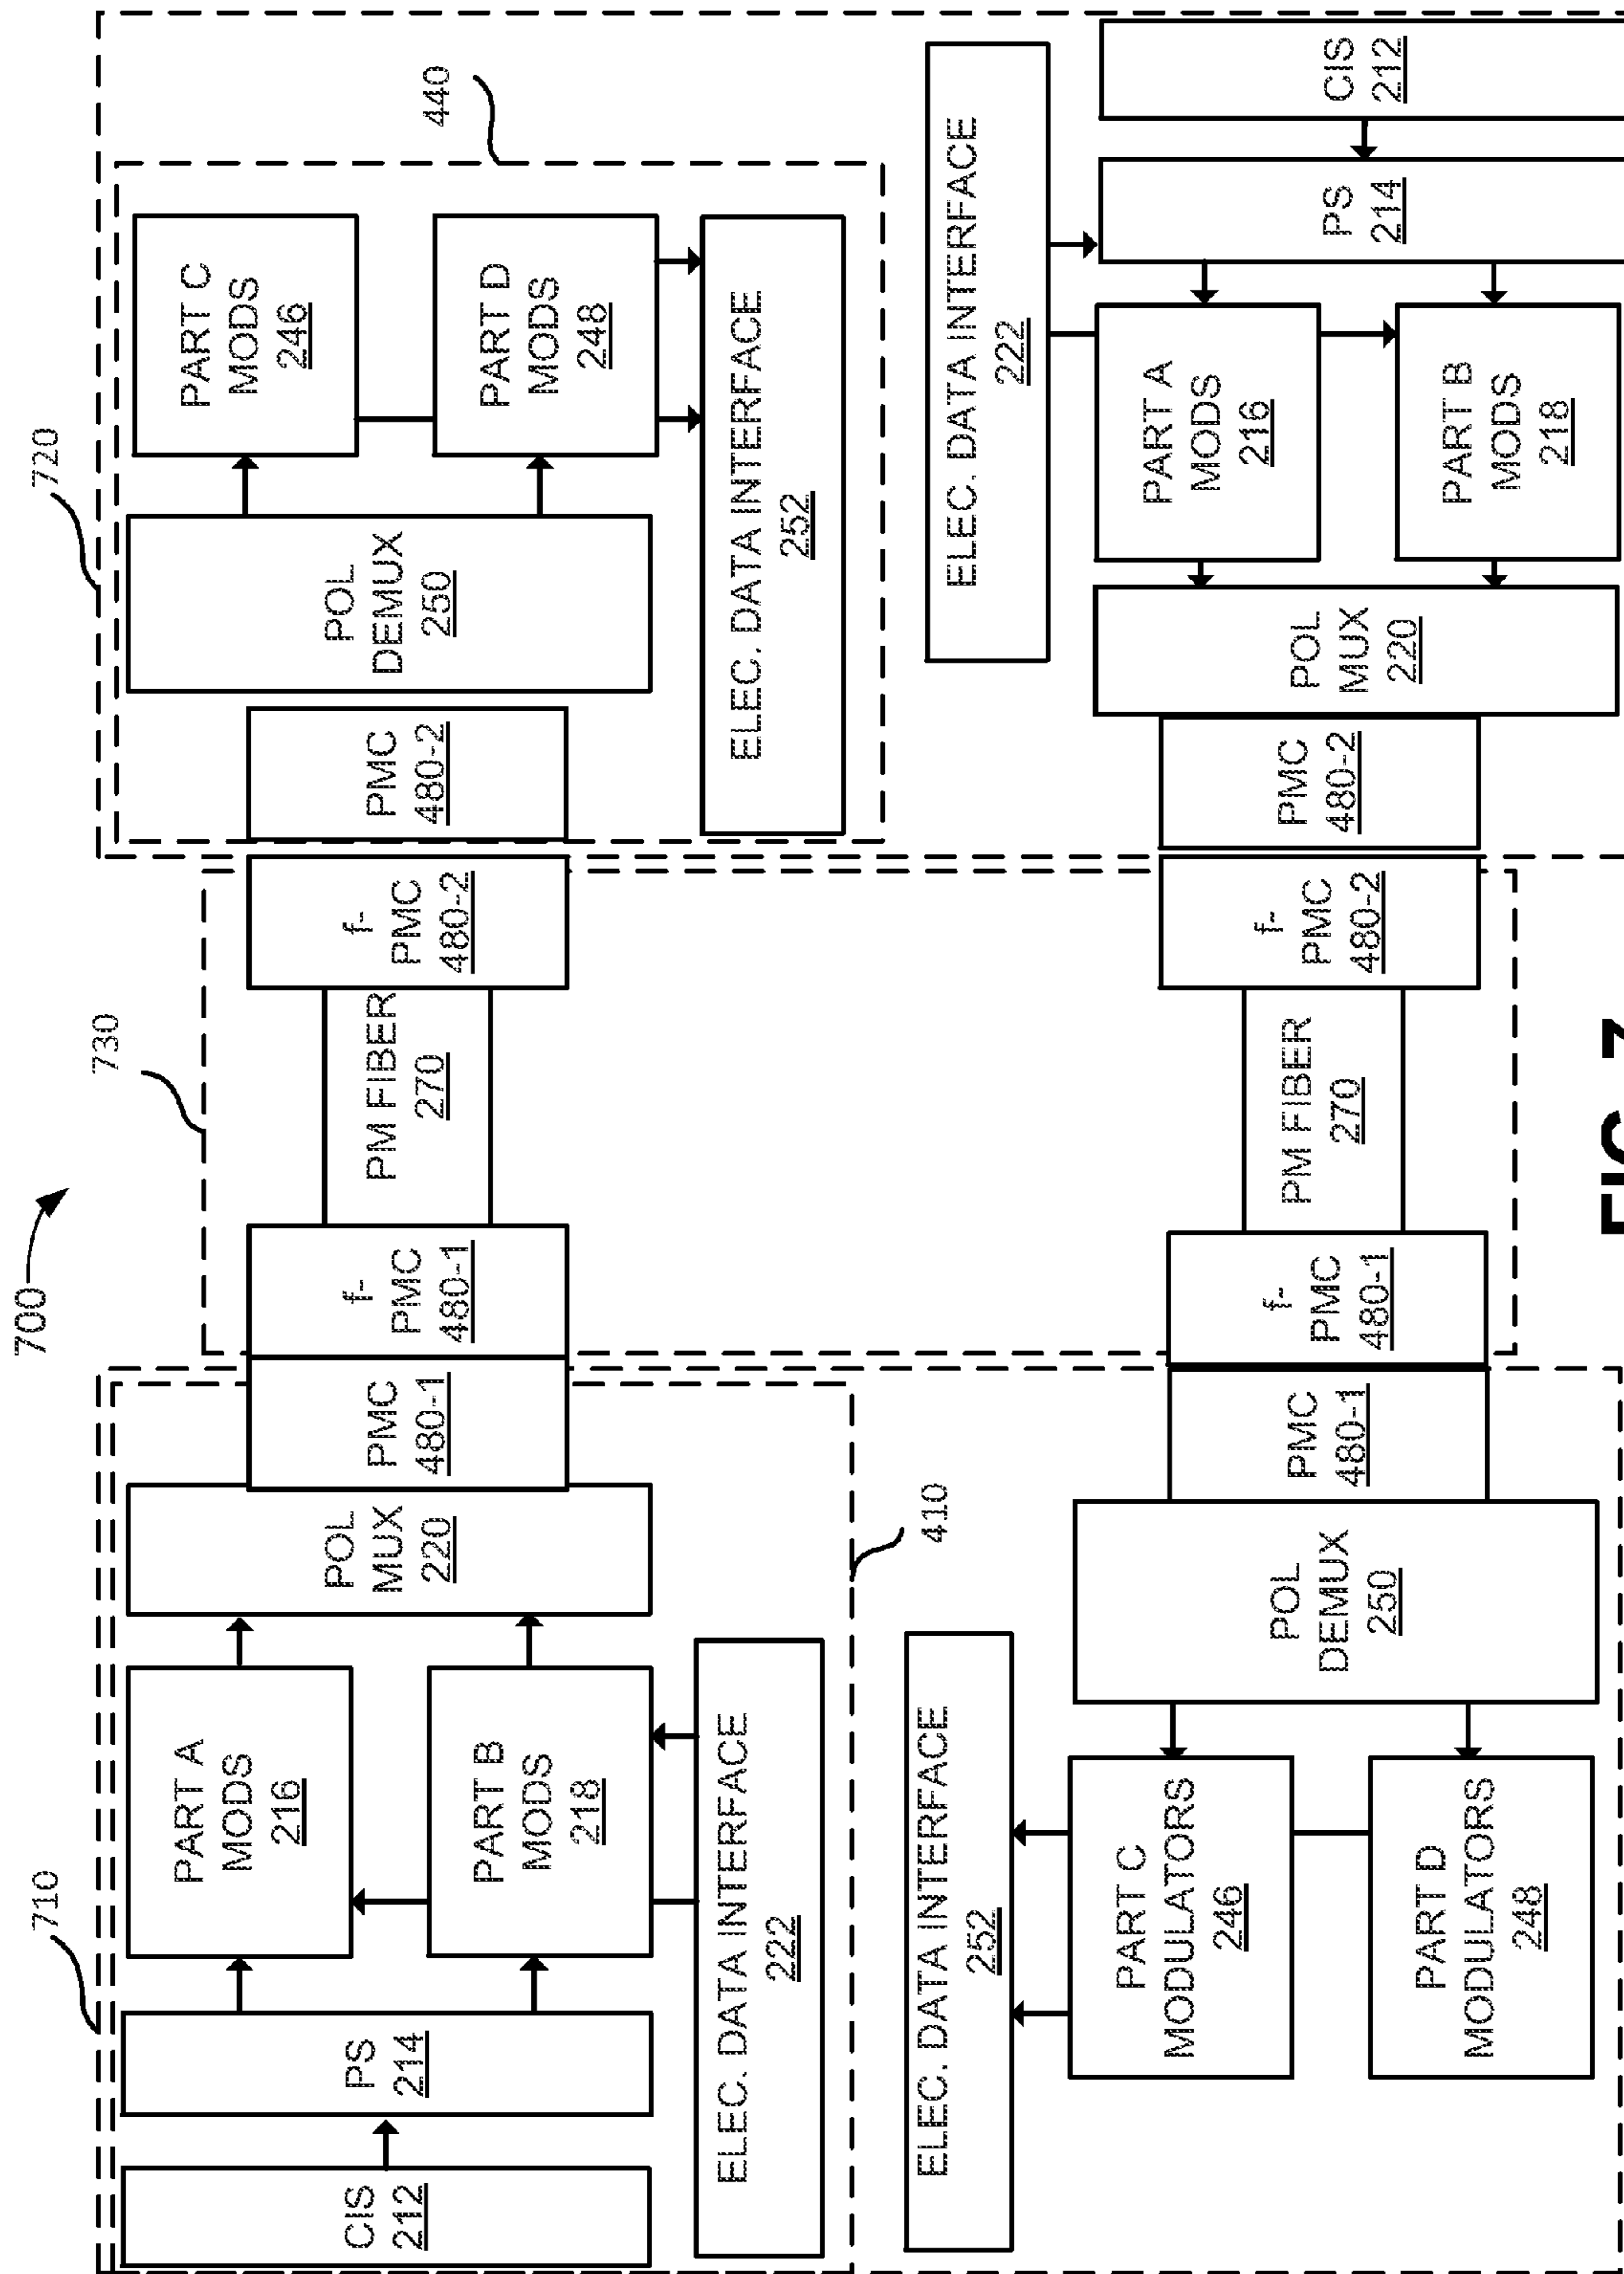 700
710
730
720
CIS
212
PS
214
PART A
MODS
216
PART B
MODS
218
POL
MUX
220
ELEC. DATA INTERFACE
222
410
PMC
480-1
f-
PMC
480-1
PM FIBER
270
f-
PMC
480-2
PMC
480-2
POL
DEMUX
250
PART C
MODS
246
PART D
MODS
248
ELEC. DATA INTERFACE
252
440
ELEC. DATA INTERFACE
252
PART C
MODULATORS
246
PART D
MODULATORS
248
POL
DEMUX
250
PMC
480-1
f-
PMC
480-1
PM FIBER
270
f-
PMC
480-2
PMC
480-2
POL
MUX
220
ELEC. DATA INTERFACE
222
PART A
MODS
216
PART B
MODS
218
PS
214
CIS
212
FIG. 7